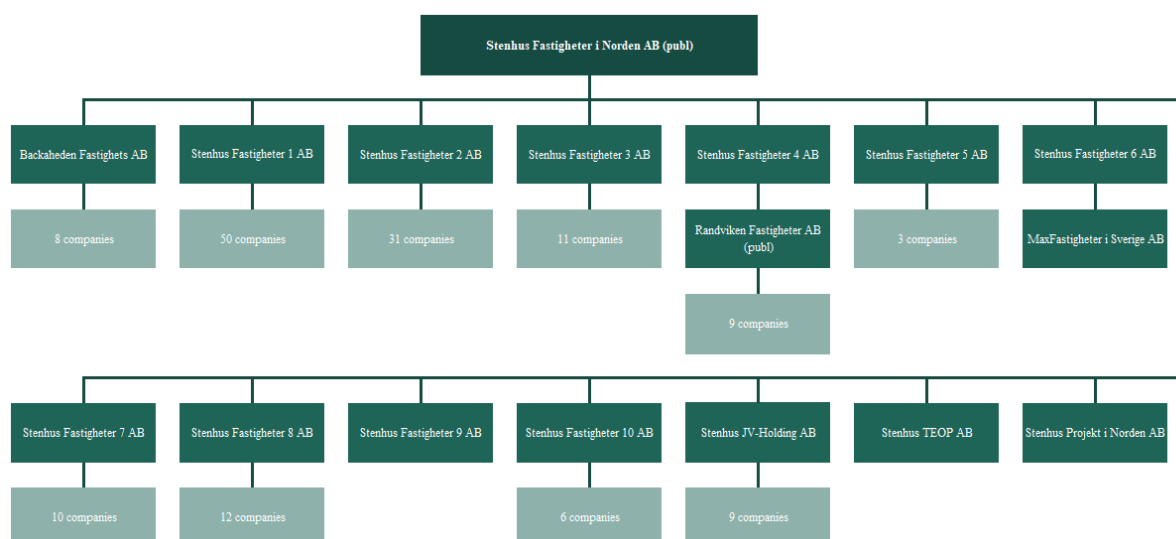 Stenhus Fastigheter i Norden AB (publ)
Backaheden Fastighets AB
Stenhus Fastigheter 1 AB
Stenhus Fastigheter 2 AB
Stenhus Fastigheter 3 AB
Stenhus Fastigheter 4 AB
Stenhus Fastigheter 5 AB
Stenhus Fastigheter 6 AB
8 companies
50 companies
31 companies
11 companies
Randviken Fastigheter AB
(publ)
3 companies
MaxFastigheter i Sverige AB
9 companies
Stenhus Fastigheter 7 AB
Stenhus Fastigheter 8 AB
Stenhus Fastigheter 9 AB
Stenhus Fastigheter 10 AB
Stenhus JV-Holding AB
Stenhus TEOP AB
Stenhus Projekt i Norden AB
10 companies
12 companies
6 companies
9 companies